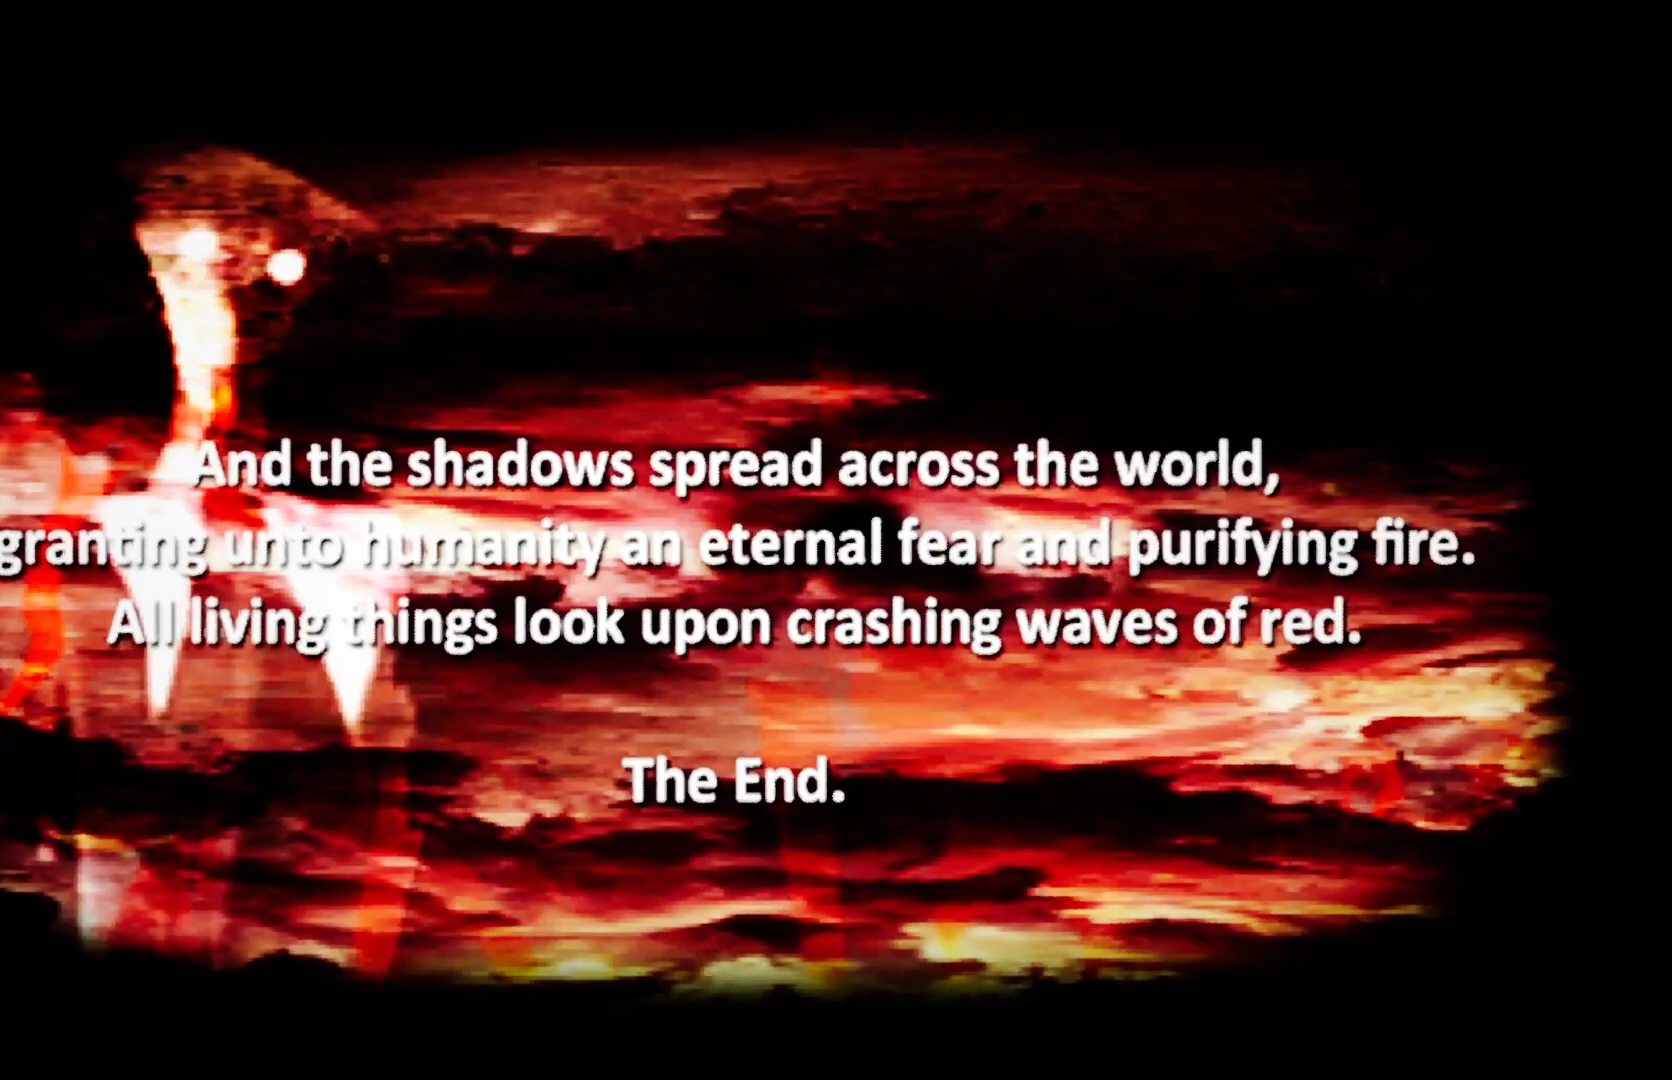 And the shadows spread across the world,
granting unto humanity an eternal fear and purifying fire.
All living things look upon crashing waves of red.
The End.